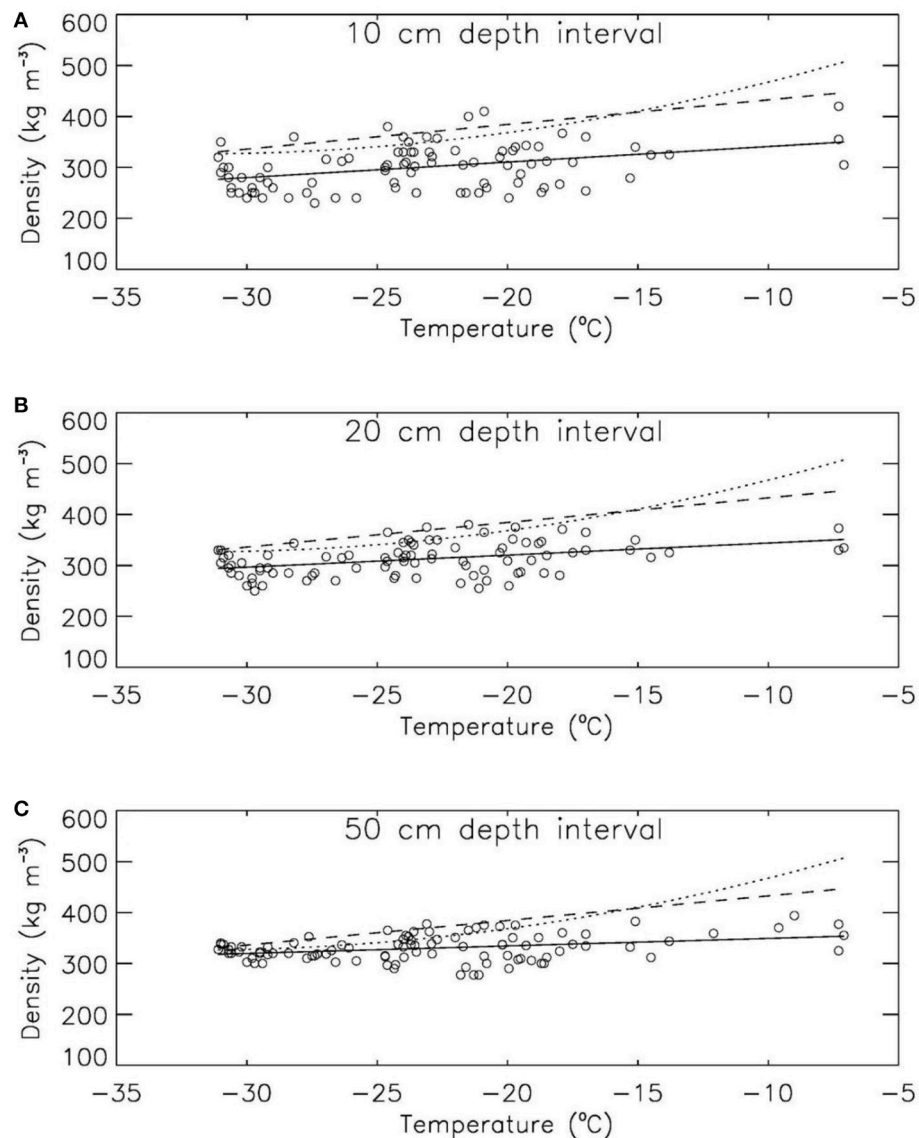 A
10 cm depth interval
Density (kg m⁻³)
600
500
400
300
200
100
−35 −30 −25 −20 −15 −10 −5
Temperature (°C)
B
20 cm depth interval
Density (kg m⁻³)
600
500
400
300
200
100
−35 −30 −25 −20 −15 −10 −5
Temperature (°C)
C
50 cm depth interval
Density (kg m⁻³)
600
500
400
300
200
100
−35 −30 −25 −20 −15 −10 −5
Temperature (°C)